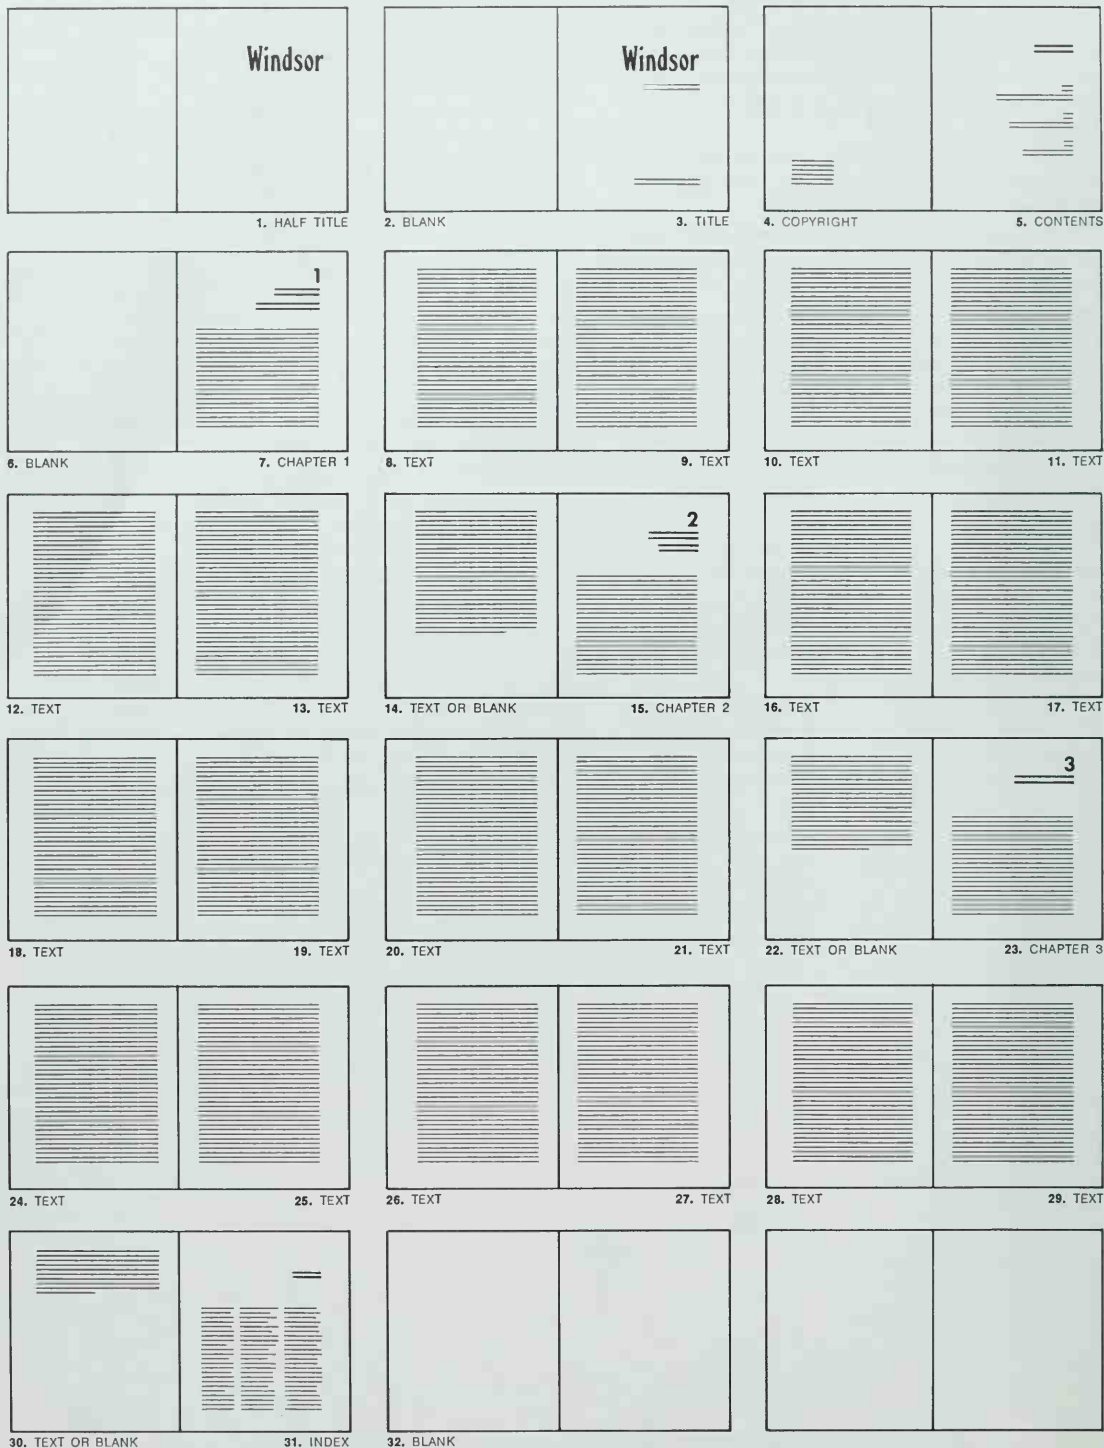 Windsor
Windsor
1. HALF TITLE
2. BLANK
3. TITLE
4. COPYRIGHT
5. CONTENTS
1
6. BLANK
7. CHAPTER 1
8. TEXT
9. TEXT
10. TEXT
11. TEXT
2
12. TEXT
13. TEXT
14. TEXT OR BLANK
15. CHAPTER 2
16. TEXT
17. TEXT
3
18. TEXT
19. TEXT
20. TEXT
21. TEXT
22. TEXT OR BLANK
23. CHAPTER 3
24. TEXT
25. TEXT
26. TEXT
27. TEXT
28. TEXT
29. TEXT
30. TEXT OR BLANK
31. INDEX
32. BLANK